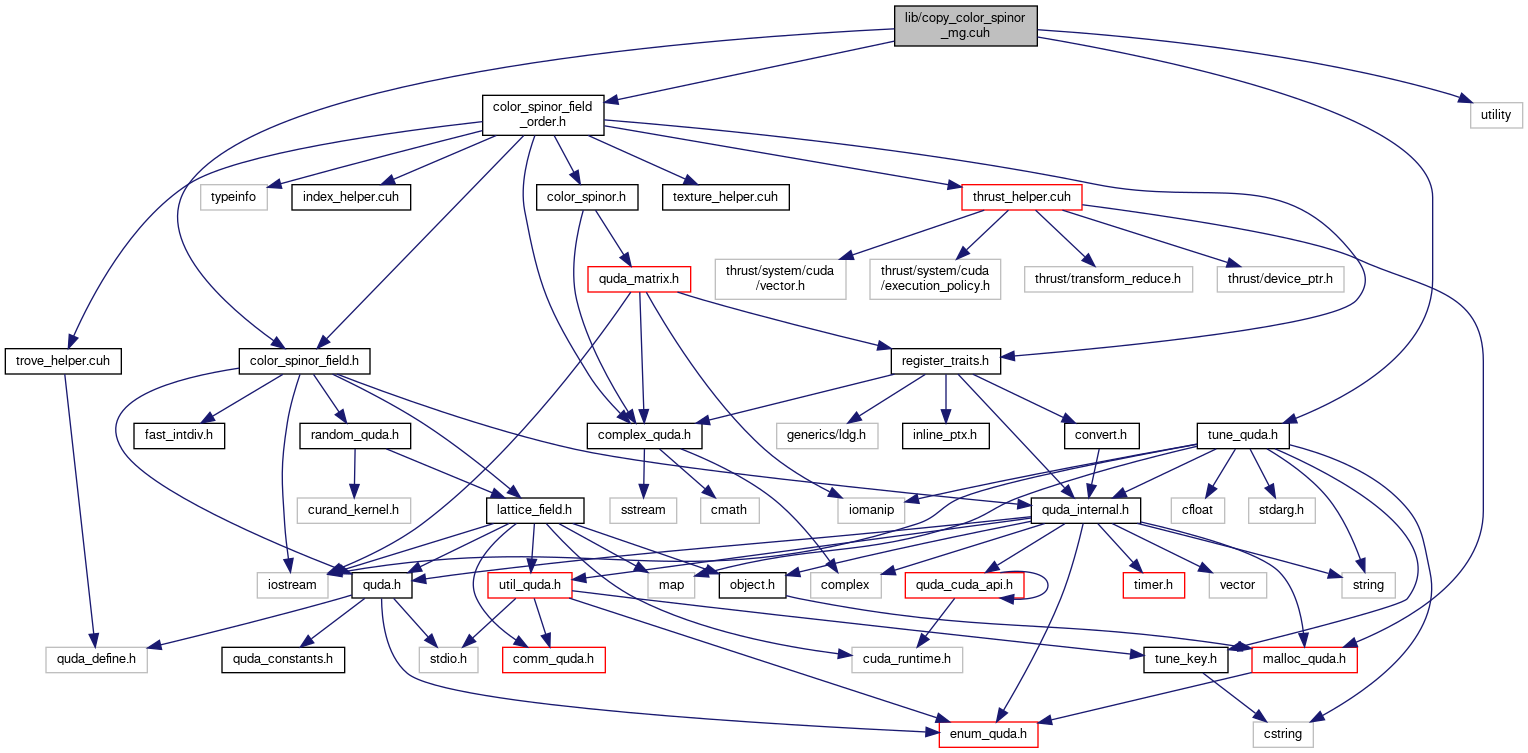 lib/copy_color_spinor
_mg.cuh
color_spinor_field
_order.h
utility
typeinfo
index_helper.cuh
color_spinor.h
texture_helper.cuh
thrust_helper.cuh
quda_matrix.h
thrust/system/cuda
/vector.h
thrust/system/cuda
/execution_policy.h
thrust/transform_reduce.h
thrust/device_ptr.h
trove_helper.cuh
color_spinor_field.h
register_traits.h
fast_intdiv.h
random_quda.h
complex_quda.h
generics/ldg.h
inline_ptx.h
convert.h
tune_quda.h
curand_kernel.h
lattice_field.h
sstream
cmath
iomanip
quda_internal.h
cfloat
stdarg.h
iostream
quda.h
util_quda.h
map
object.h
complex
quda_cuda_api.h
timer.h
vector
string
quda_define.h
quda_constants.h
stdio.h
comm_quda.h
cuda_runtime.h
tune_key.h
malloc_quda.h
enum_quda.h
cstring